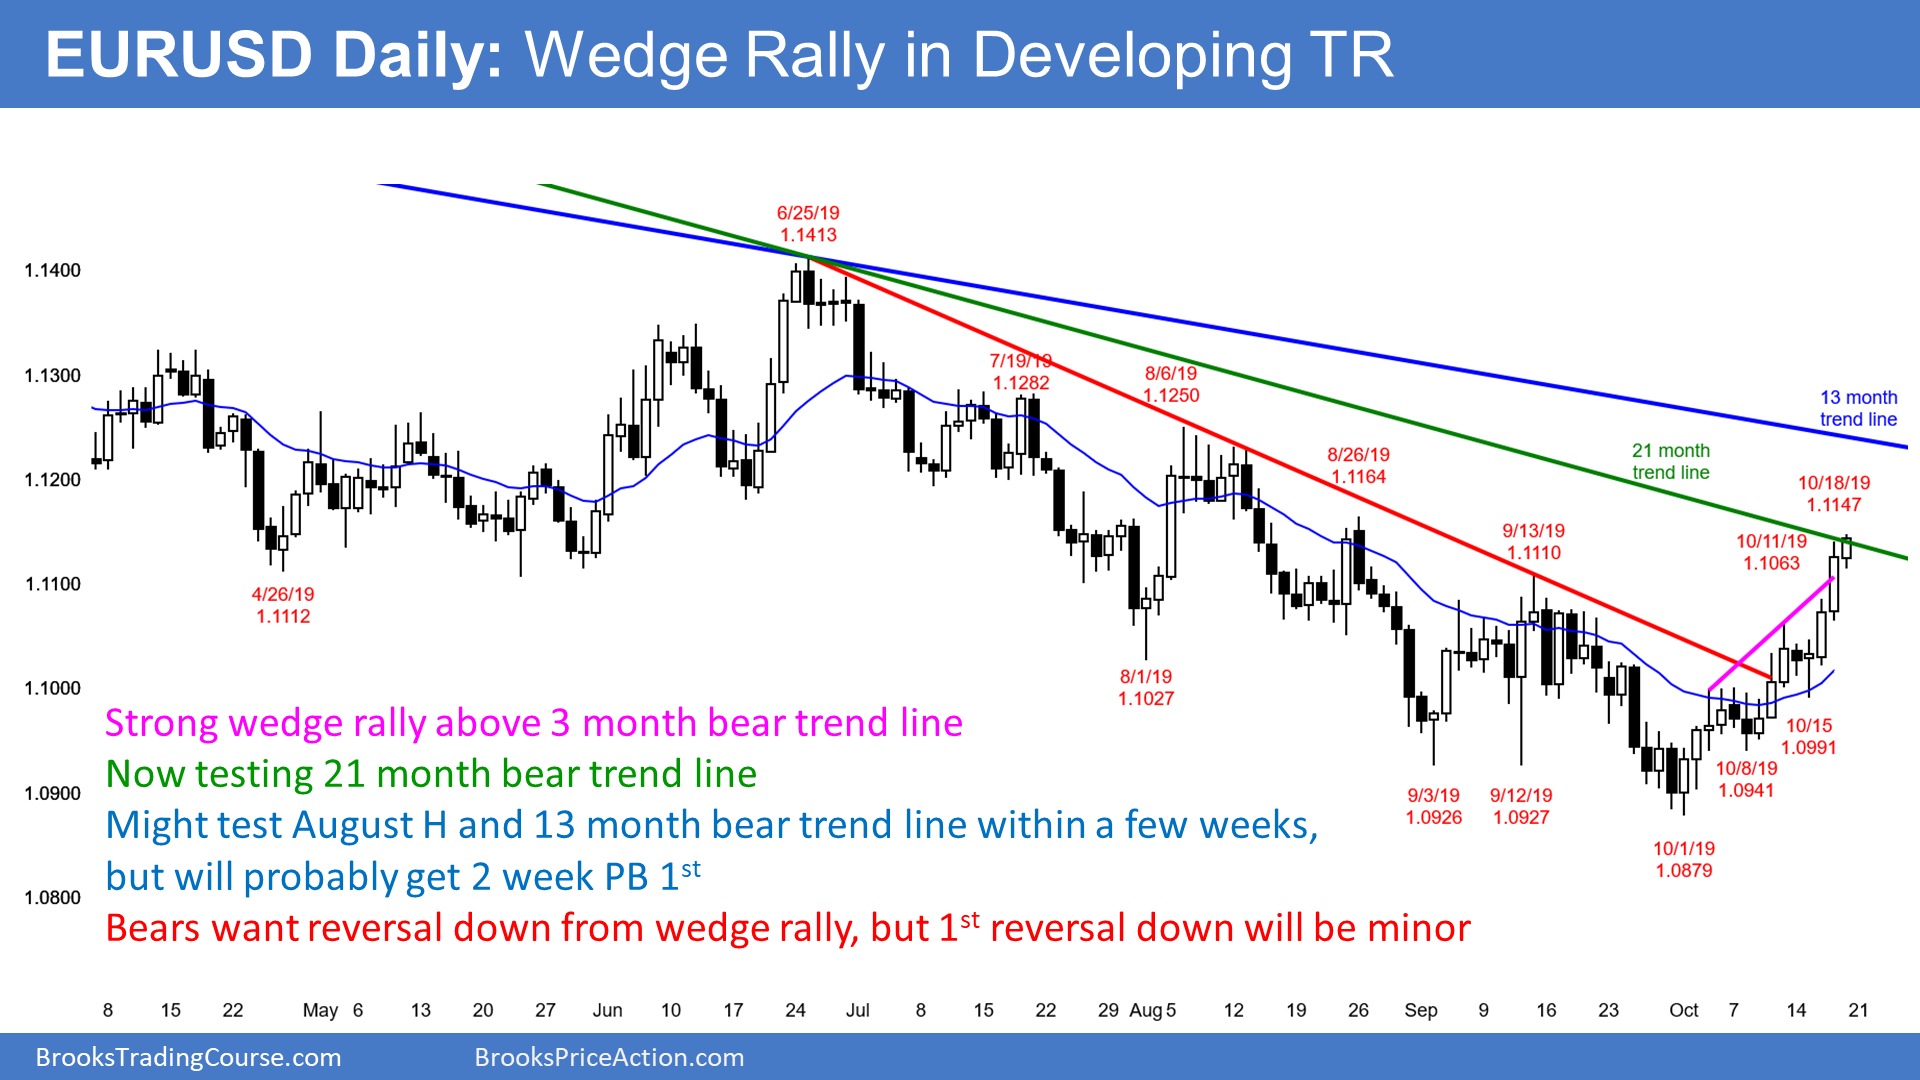 EURUSD Daily: Wedge Rally in Developing TR
6/25/19
1.1413
1.1400
1.1300
1.1200
1.1100
1.1000
1.0900
1.0800
7/19/19
1.1282
8/6/19
1.1250
8/26/19
1.1164
9/13/19
1.1110
13 month
trend line
21 month
trend line
10/18/19
1.1147
10/11/19
1.1063
4/26/19
1.1112
8/1/19
1.1027
9/3/19
1.0926
9/12/19
1.0927
10/1/19
1.0879
10/8/19
1.0941
10/15
1.0991
Strong wedge rally above 3 month bear trend line
Now testing 21 month bear trend line
Might test August H and 13 month bear trend line within a few weeks,
but will probably get 2 week PB 1st
Bears want reversal down from wedge rally, but 1st reversal down will be minor
8 15 22 May 6 13 20 27 Jun 10 17 24 Jul 8 15 22 29 Aug 5 12 19 26 Sep 9 16 23 Oct 7 14 21
BrooksTradingCourse.com BrooksPriceAction.com